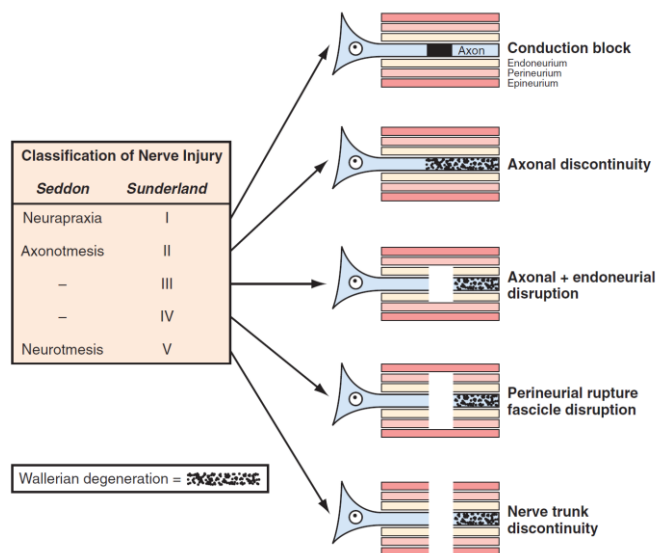 Axon
Conduction block
Endoneurium
Perineurium
Epineurium
Classification of Nerve Injury
Seddon Sunderland
Neurapraxia I
Axonotmesis II
– III
– IV
Neurotmesis V
Axonal discontinuity
Axonal + endoneurial
disruption
Perineurial rupture
fascicle disruption
Wallerian degeneration =
Nerve trunk
discontinuity